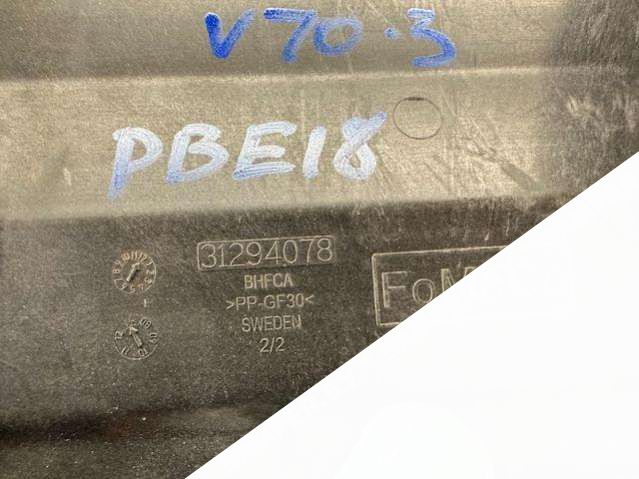 V70.3
PBE18
31294078
BHFCA
>PP-GF30<
SWEDEN
2/2